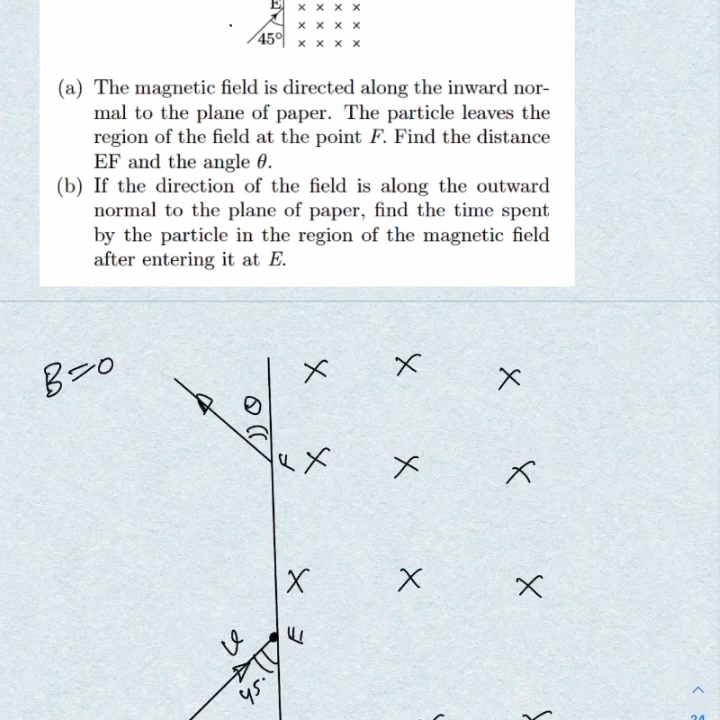 E × × × ×
× × × ×
45° × × × ×
(a) The magnetic field is directed along the inward nor-
mal to the plane of paper. The particle leaves the
region of the field at the point F. Find the distance
EF and the angle θ.
(b) If the direction of the field is along the outward
normal to the plane of paper, find the time spent
by the particle in the region of the magnetic field
after entering it at E.
B=0
× × ×
θ
F × × ×
× × ×
v E
45°